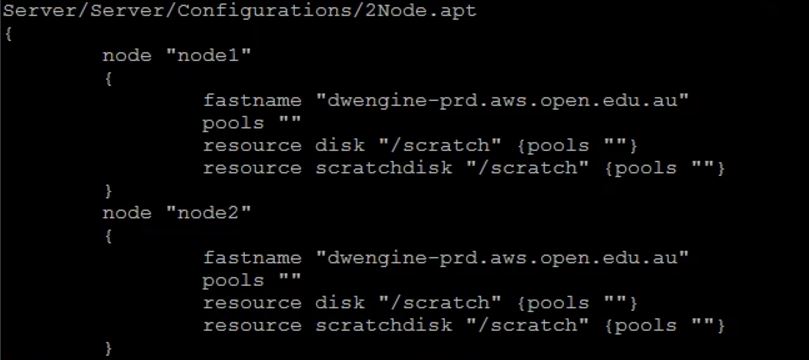 Server/Server/Configurations/2Node.apt
{
node "node1"
{
fastname "dwengine-prd.aws.open.edu.au"
pools ""
resource disk "/scratch" {pools ""}
resource scratchdisk "/scratch" {pools ""}
}
node "node2"
{
fastname "dwengine-prd.aws.open.edu.au"
pools ""
resource disk "/scratch" {pools ""}
resource scratchdisk "/scratch" {pools ""}
}